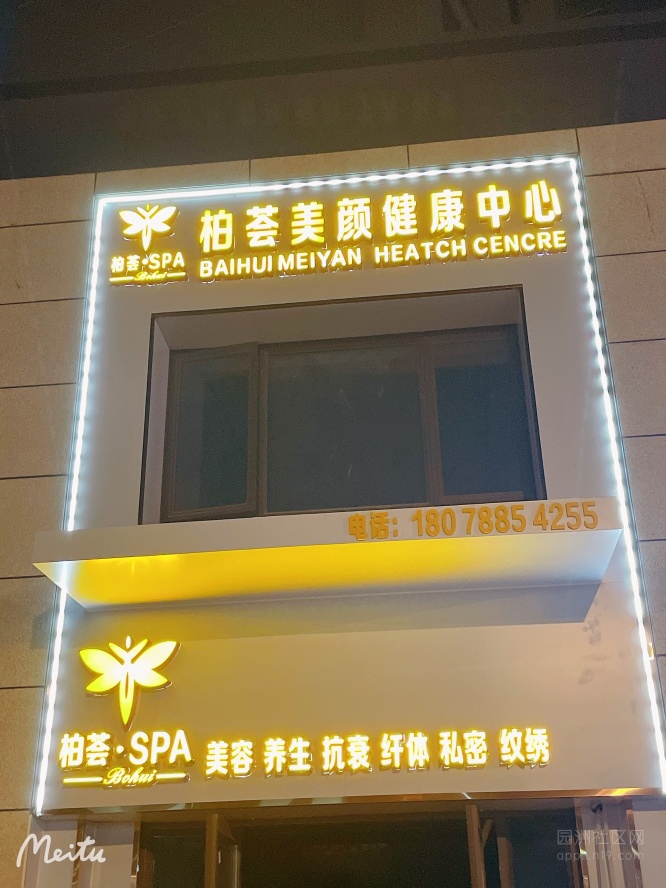 柏荟美颜健康中心
BAIHUI MEIYAN HEATCH CENCRE
柏荟·SPA
Bohui
电话：180 7885 4255
柏荟·SPA
Bohui
美容 养生 抗衰 纤体 私密 纹绣
Meitu
园洲社区网